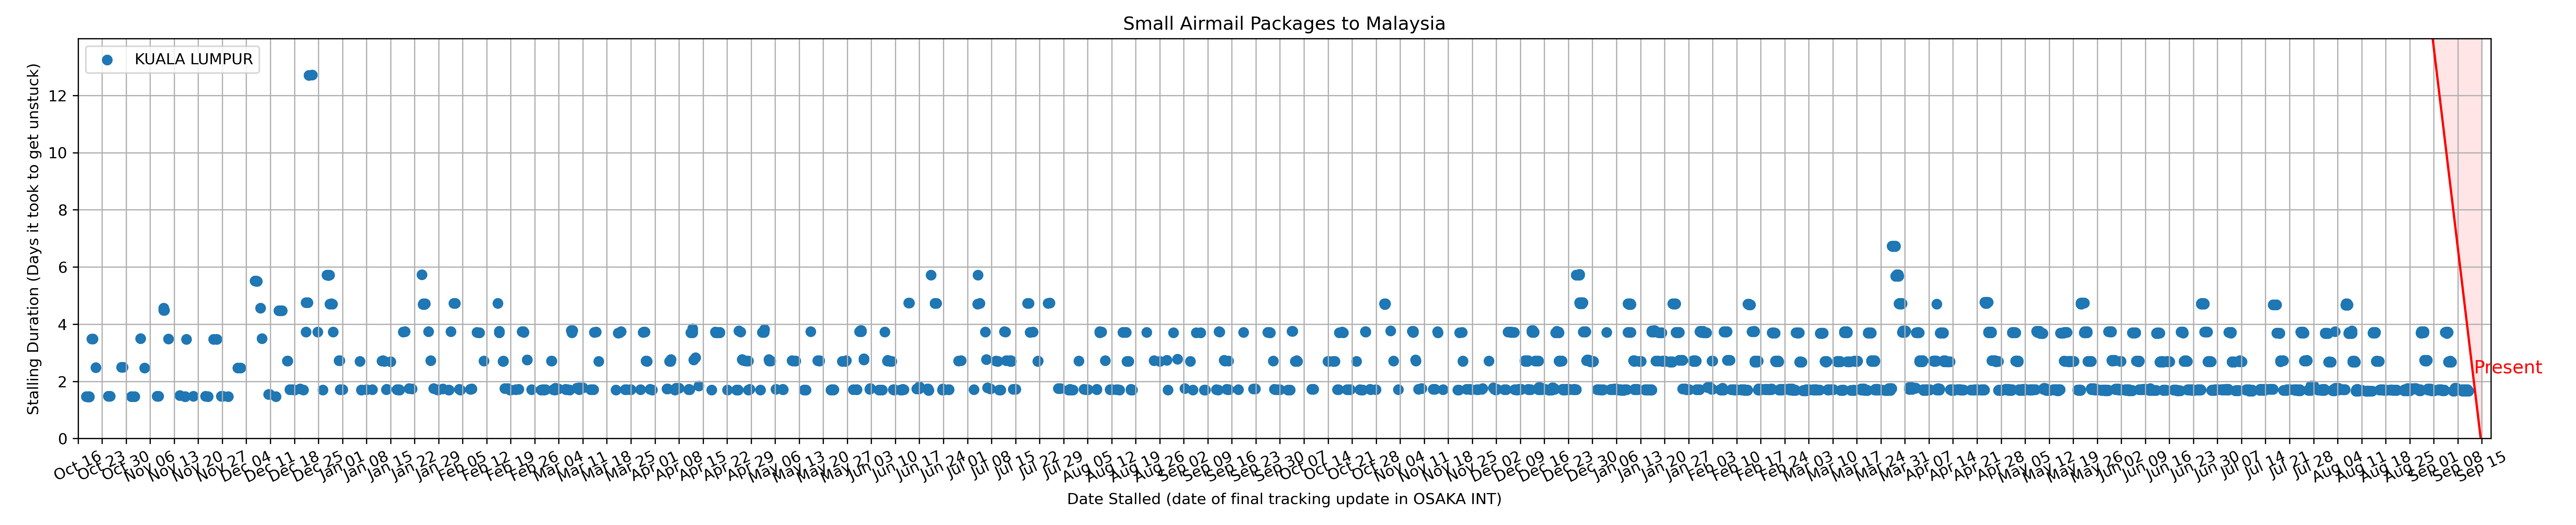 Small Airmail Packages to Malaysia
KUALA LUMPUR
Stalling Duration (Days it took to get unstuck)
12
10
8
6
4
2
0
Present
Oct 16 Oct 23 Oct 30 Nov 06 Nov 13 Nov 20 Nov 27 Dec 04 Dec 11 Dec 18 Dec 25 Jan 01 Jan 08 Jan 15 Jan 22 Jan 29 Feb 05 Feb 12 Feb 19 Feb 26 Mar 04 Mar 11 Mar 18 Mar 25 Apr 01 Apr 08 Apr 15 Apr 22 Apr 29 May 06 May 13 May 20 May 27 Jun 03 Jun 10 Jun 17 Jun 24 Jul 01 Jul 08 Jul 15 Jul 22 Jul 29 Aug 05 Aug 12 Aug 19 Aug 26 Sep 02 Sep 09 Sep 16 Sep 23 Sep 30 Oct 07 Oct 14 Oct 21 Oct 28 Nov 04 Nov 11 Nov 18 Nov 25 Dec 02 Dec 09 Dec 16 Dec 23 Dec 30 Jan 06 Jan 13 Jan 20 Jan 27 Feb 03 Feb 10 Feb 17 Feb 24 Mar 03 Mar 10 Mar 17 Mar 24 Mar 31 Apr 07 Apr 14 Apr 21 Apr 28 May 05 May 12 May 26 Jun 02 Jun 09 Jun 16 Jun 23 Jun 30 Jul 07 Jul 14 Jul 21 Jul 28 Aug 04 Aug 11 Aug 18 Aug 25 Sep 01 Sep 08 Sep 15
Date Stalled (date of final tracking update in OSAKA INT)